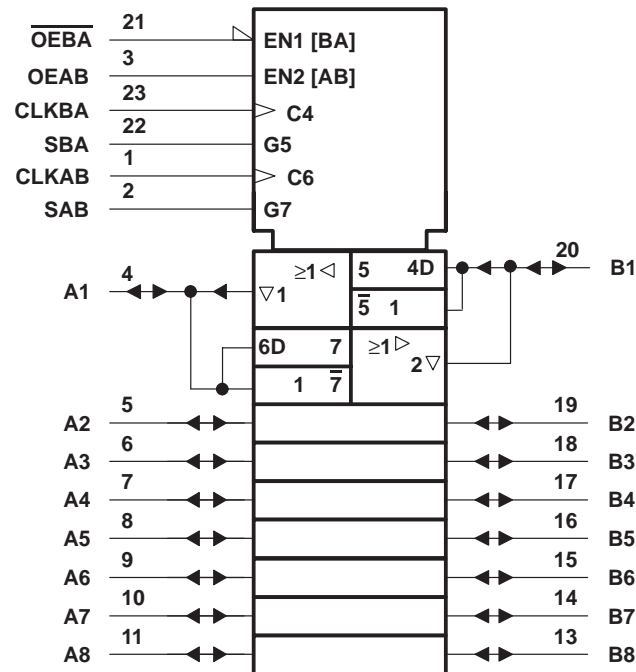 OEBA 21 EN1 [BA]
OEAB 3 EN2 [AB]
CLKBA 23 C4
SBA 22 G5
CLKAB 1 C6
SAB 2 G7
A1 4 ≥1 ▽1 5 4D 20 B1
5 1
6D 7 ≥1 2▽
1 7
A2 5 19 B2
A3 6 18 B3
A4 7 17 B4
A5 8 16 B5
A6 9 15 B6
A7 10 14 B7
A8 11 13 B8